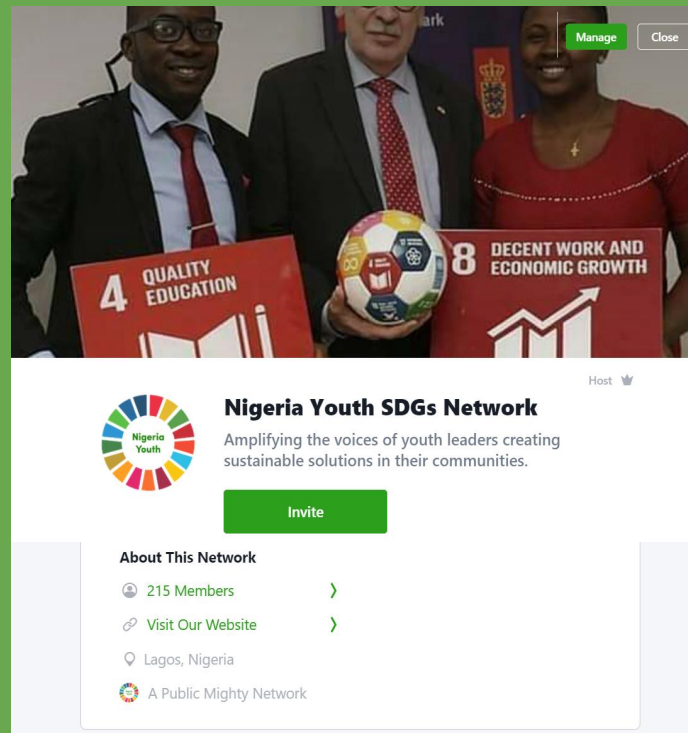 ark
Manage
Close
4 QUALITY
EDUCATION
8 DECENT WORK AND
ECONOMIC GROWTH
Host
Nigeria
Youth
Nigeria Youth SDGs Network
Amplifying the voices of youth leaders creating
sustainable solutions in their communities.
Invite
About This Network
215 Members
Visit Our Website
Lagos, Nigeria
A Public Mighty Network